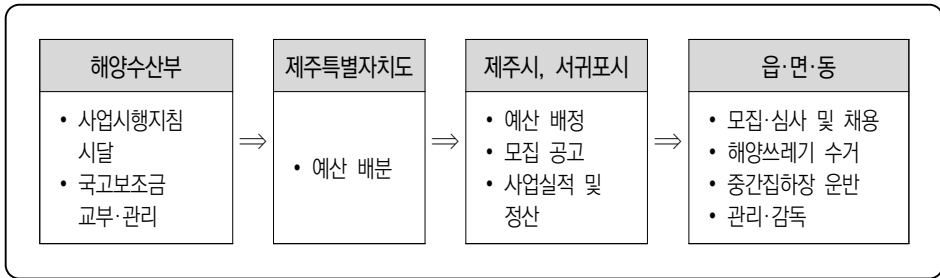 해양수산부
• 사업시행지침
시달
• 국고보조금
교부·관리
⇒
제주특별자치도
• 예산 배분
⇒
제주시, 서귀포시
• 예산 배정
• 모집 공고
• 사업실적 및
정산
⇒
읍·면·동
• 모집·심사 및 채용
• 해양쓰레기 수거
• 중간집하장 운반
• 관리·감독